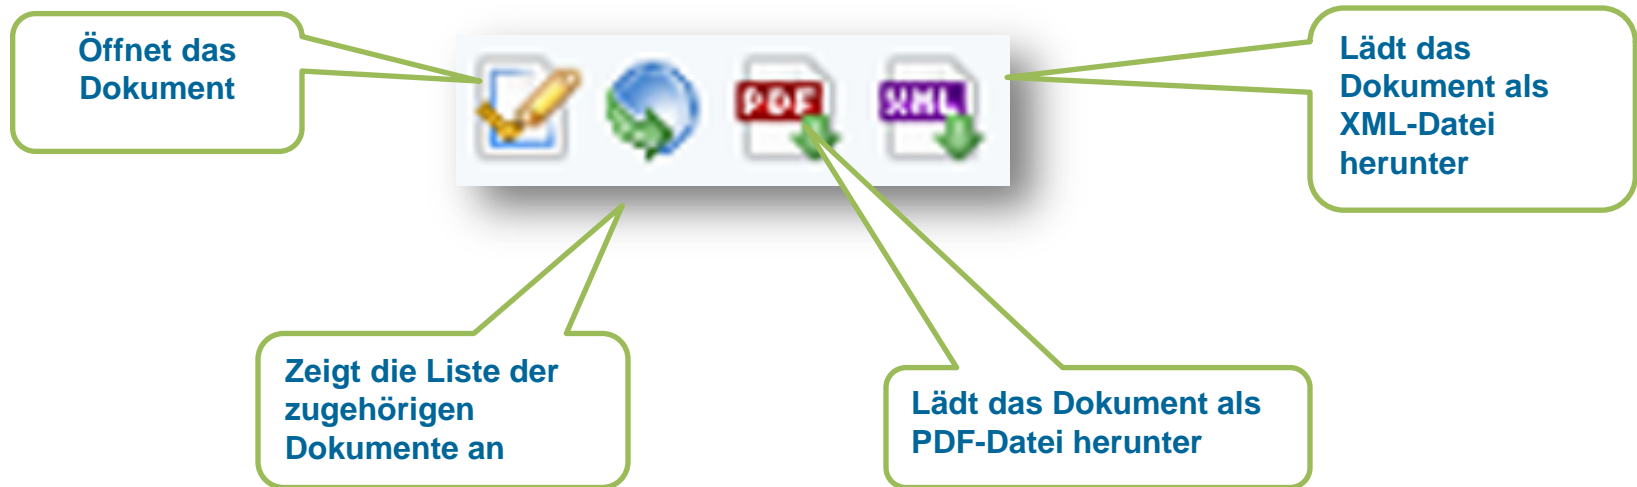 Öffnet das
Dokument
Lädt das
Dokument als
XML-Datei
herunter
PDF
XML
Zeigt die Liste der
zugehörigen
Dokumente an
Lädt das Dokument als
PDF-Datei herunter